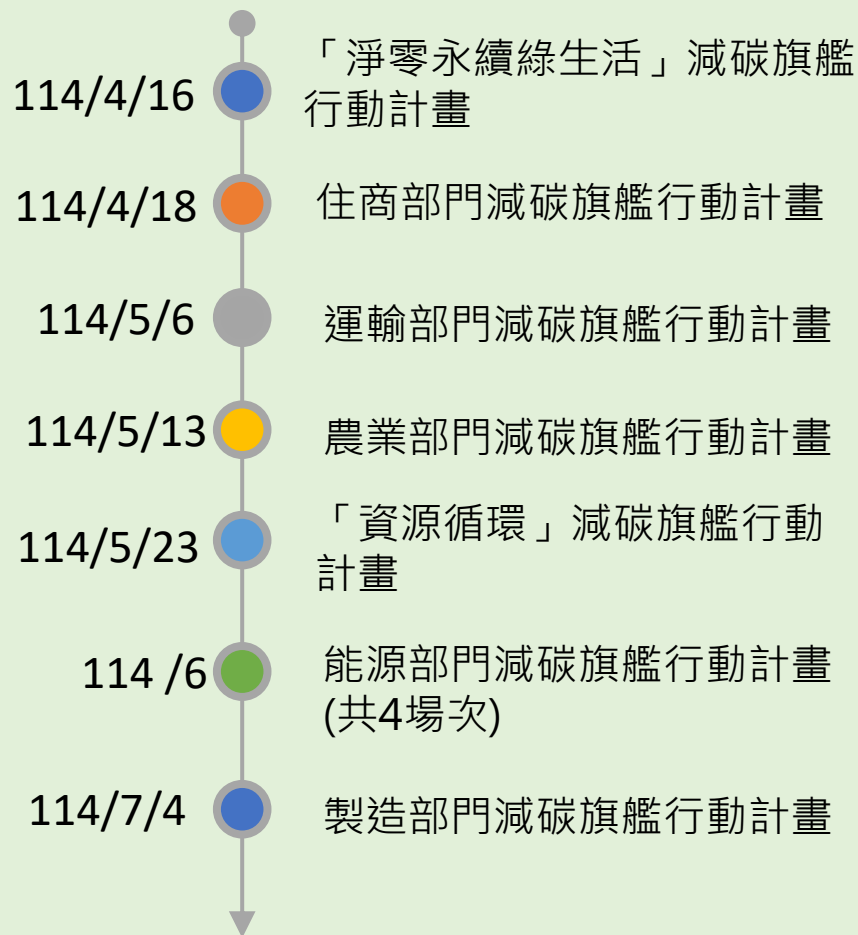 114/4/16
「淨零永續綠生活」減碳旗艦
行動計畫
114/4/18
住商部門減碳旗艦行動計畫
114/5/6
運輸部門減碳旗艦行動計畫
114/5/13
農業部門減碳旗艦行動計畫
114/5/23
「資源循環」減碳旗艦行動
計畫
114 /6
能源部門減碳旗艦行動計畫
(共4場次)
114/7/4
製造部門減碳旗艦行動計畫